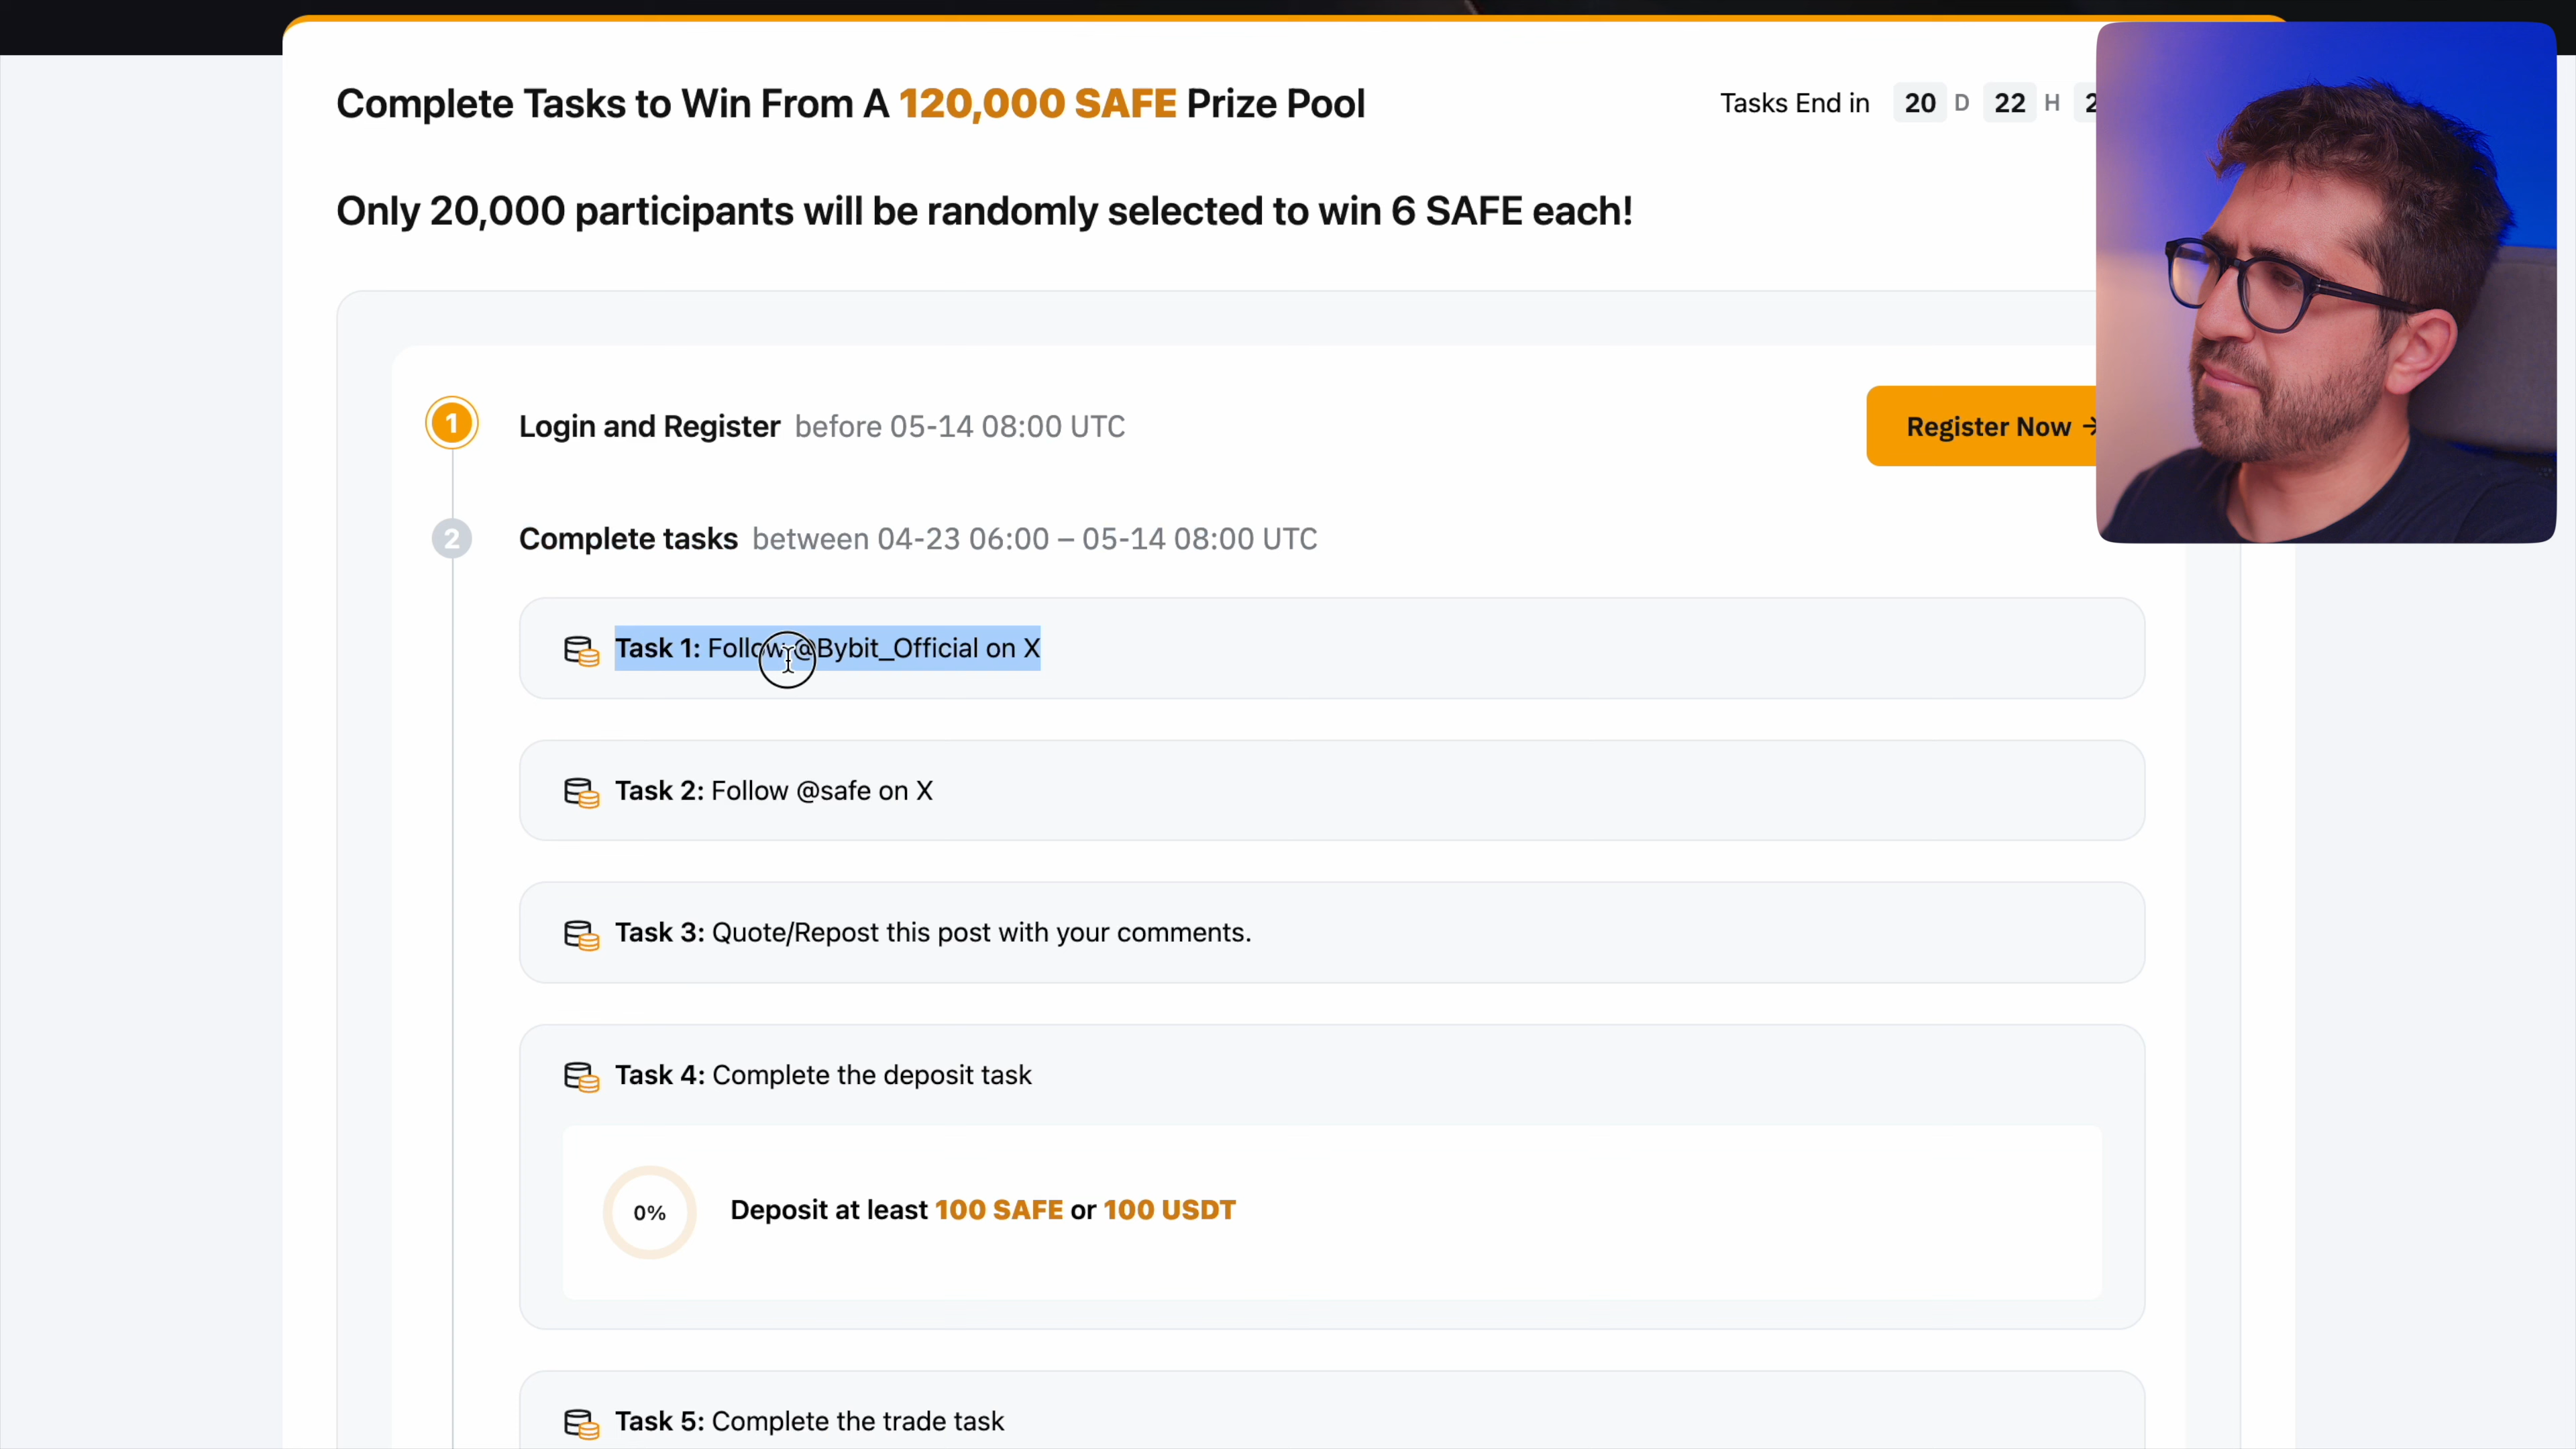 Complete Tasks to Win From A 120,000 SAFE Prize Pool
Tasks End in 20 D 22 H
Only 20,000 participants will be randomly selected to win 6 SAFE each!
1 Login and Register before 05-14 08:00 UTC
Register Now →
2 Complete tasks between 04-23 06:00 – 05-14 08:00 UTC
Task 1: Follow @Bybit_Official on X
Task 2: Follow @safe on X
Task 3: Quote/Repost this post with your comments.
Task 4: Complete the deposit task
0% Deposit at least 100 SAFE or 100 USDT
Task 5: Complete the trade task